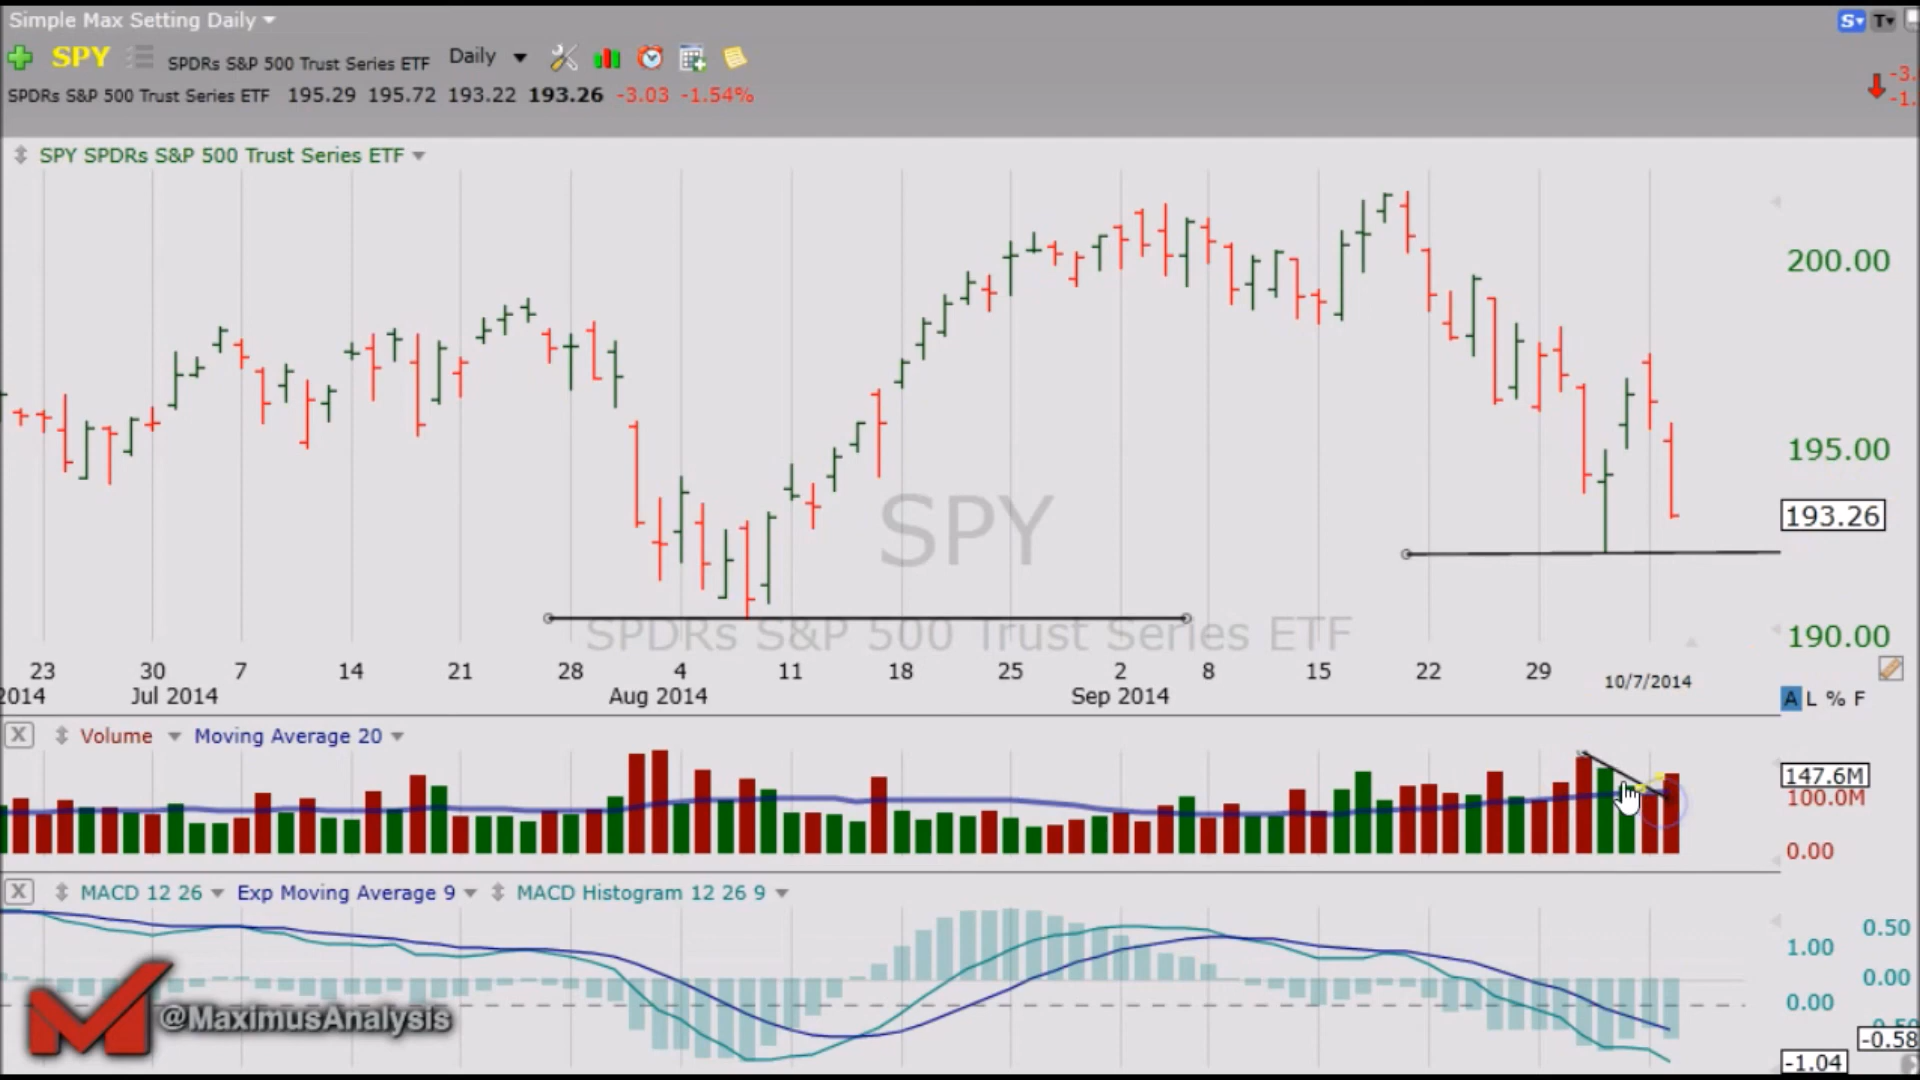 Simple Max Setting Daily
S T
SPY SPDRs S&P 500 Trust Series ETF Daily
SPDRs S&P 500 Trust Series ETF 195.29 195.72 193.22 193.26 -3.03 -1.54%
SPY SPDRs S&P 500 Trust Series ETF
200.00
195.00
193.26
SPY
SPDRs S&P 500 Trust Series ETF
190.00
23 30 7 14 21 28 4 11 18 25 2 8 15 22 29 10/7/2014
2014 Jul 2014 Aug 2014 Sep 2014
A L % F
X Volume Moving Average 20
147.6M
100.0M
0.00
X MACD 12 26 Exp Moving Average 9 MACD Histogram 12 26 9
0.50
1.00
0.00
0.00
@MaximusAnalysis
-0.58
-1.04